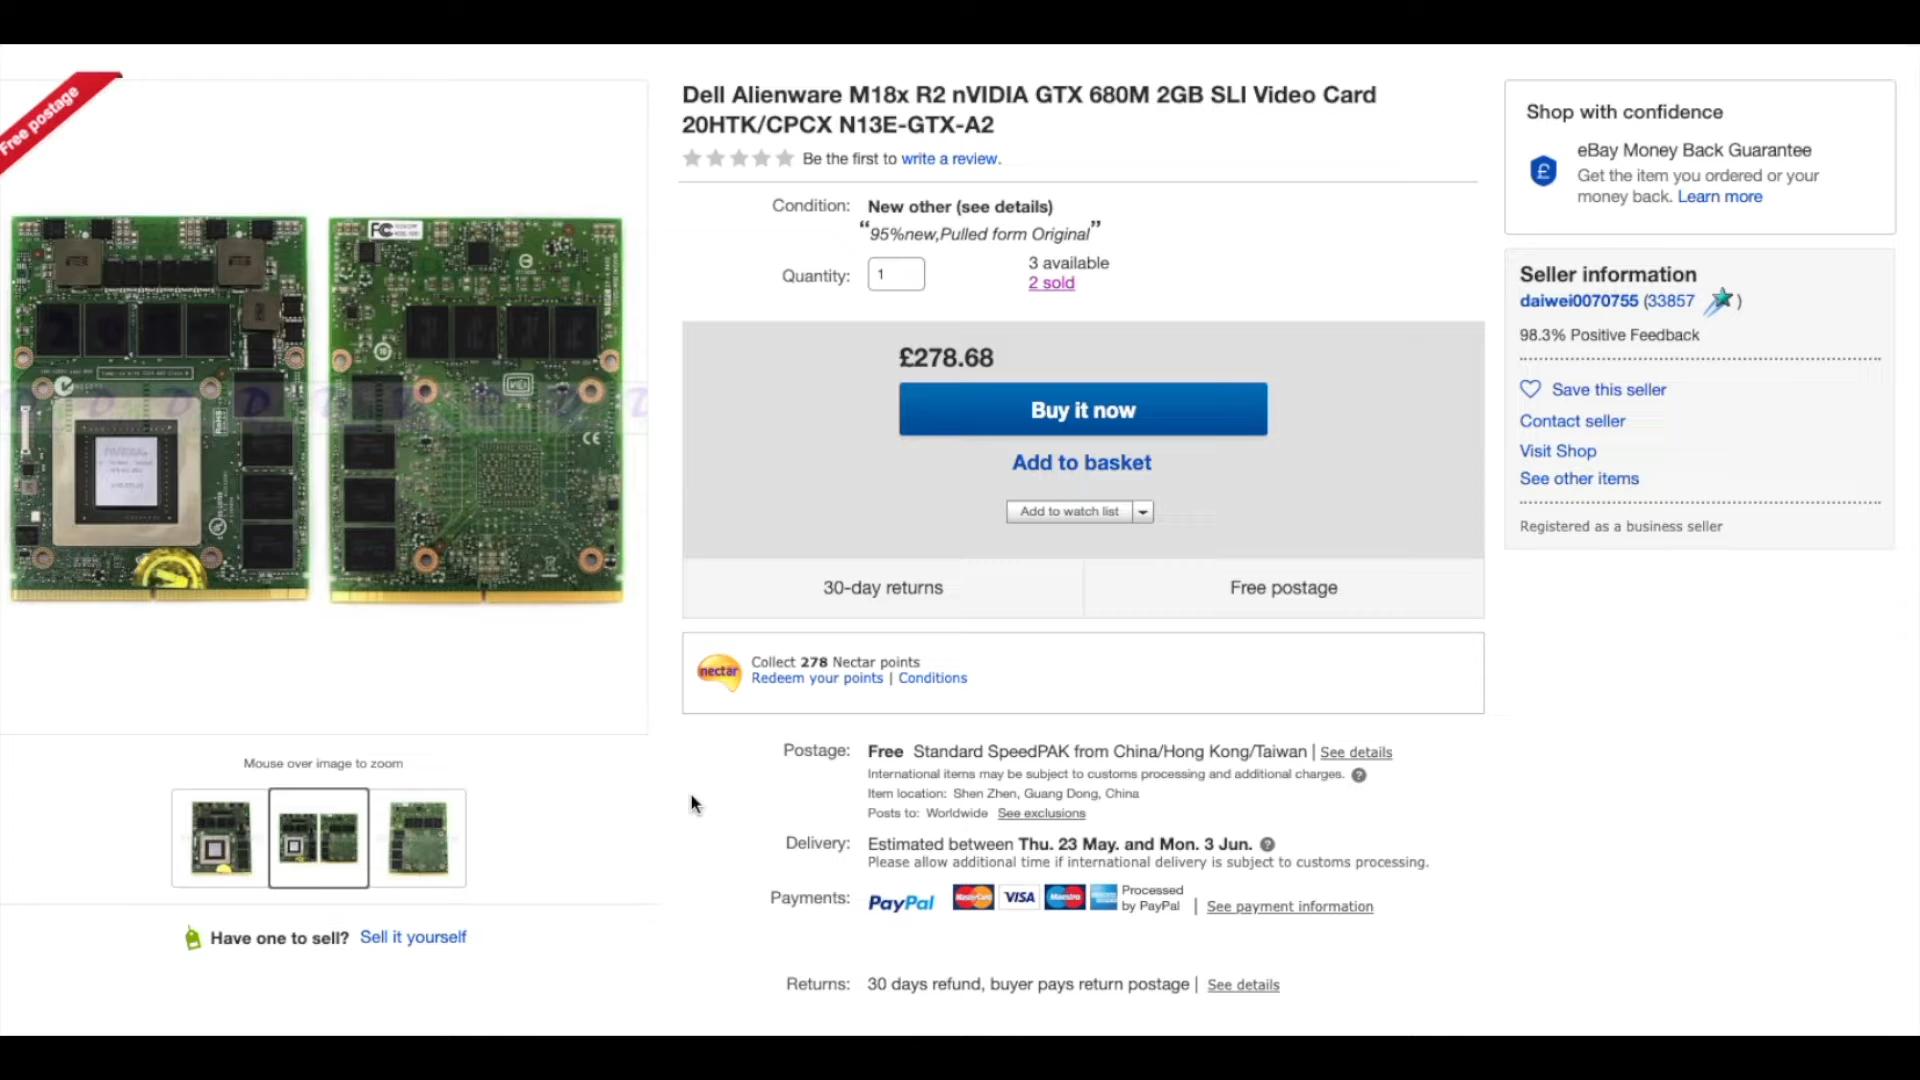 Free postage
Dell Alienware M18x R2 nVIDIA GTX 680M 2GB SLI Video Card
20HTK/CPCX N13E-GTX-A2
Be the first to write a review.
Condition: New other (see details)
“95%new,Pulled form Original”
Quantity: 1
3 available
2 sold
£278.68
Buy it now
Add to basket
Add to watch list
30-day returns
Free postage
nectar
Collect 278 Nectar points
Redeem your points | Conditions
Postage: Free Standard SpeedPAK from China/Hong Kong/Taiwan | See details
International items may be subject to customs processing and additional charges. ?
Item location: Shen Zhen, Guang Dong, China
Posts to: Worldwide See exclusions
Delivery: Estimated between Thu. 23 May. and Mon. 3 Jun. ?
Please allow additional time if international delivery is subject to customs processing.
Payments: PayPal MasterCard VISA Maestro Processed
by PayPal | See payment information
Returns: 30 days refund, buyer pays return postage | See details
Shop with confidence
£
eBay Money Back Guarantee
Get the item you ordered or your
money back. Learn more
Seller information
daiwei0070755 (33857 )
98.3% Positive Feedback
Save this seller
Contact seller
Visit Shop
See other items
Registered as a business seller
FC
CE
Mouse over image to zoom
Have one to sell? Sell it yourself